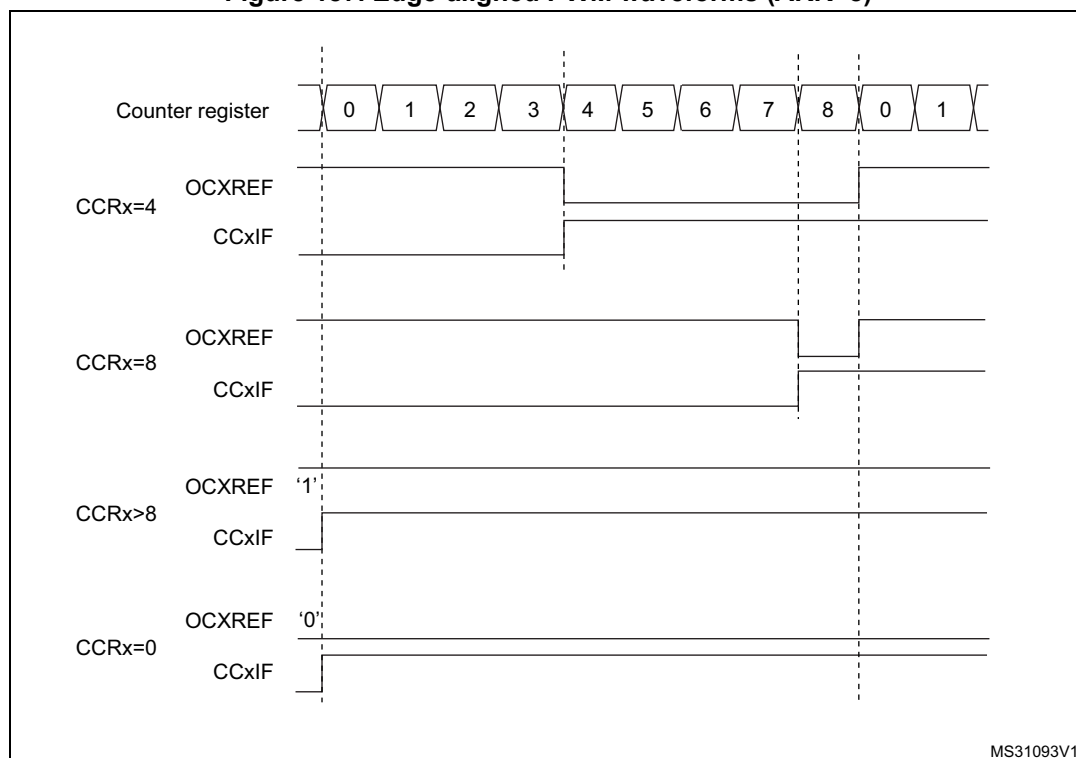 Counter register 0 1 2 3 4 5 6 7 8 0 1
OCXREF
CCRx=4
CCxIF
OCXREF
CCRx=8
CCxIF
OCXREF ‘1’
CCRx>8
CCxIF
OCXREF ‘0’
CCRx=0
CCxIF
MS31093V1